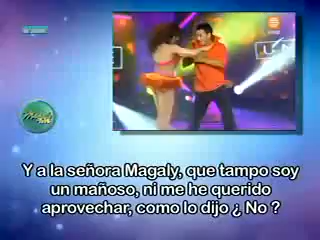 Y a la señora Magaly, que tampo soy
un mañoso, ni me he querido
aprovechar, como lo dijo ¿ No ?